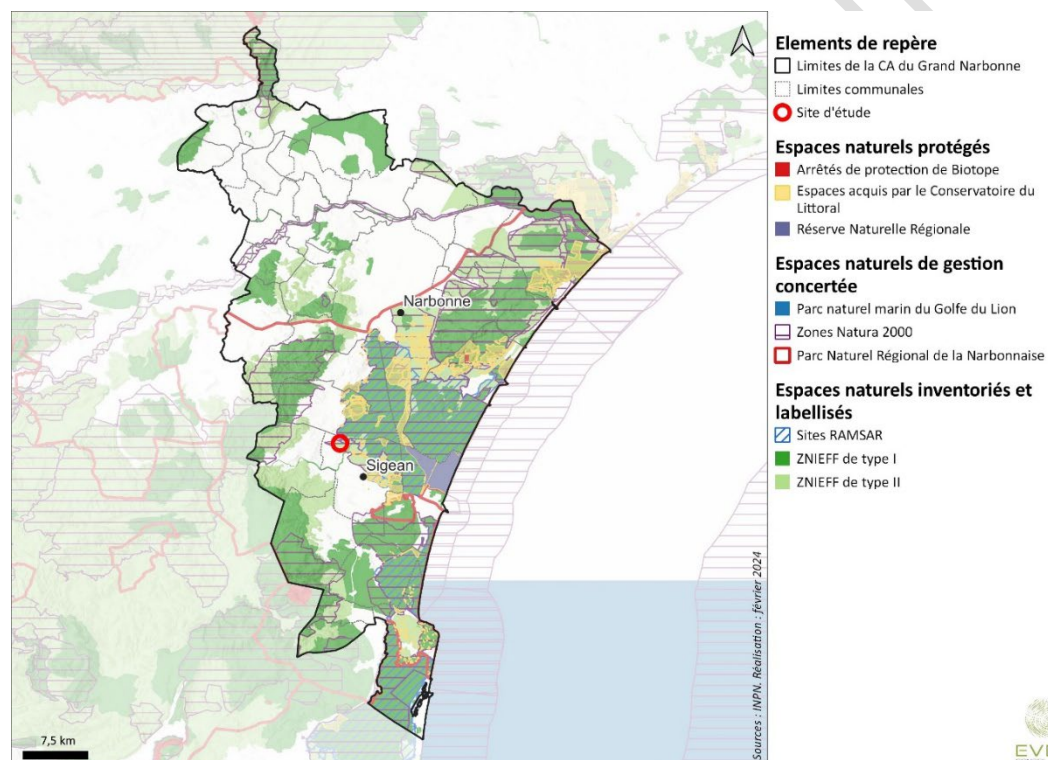 Elements de repère
Limites de la CA du Grand Narbonne
Limites communales
Site d'étude
Espaces naturels protégés
Arrêtés de protection de Biotope
Espaces acquis par le Conservatoire du
Littoral
Réserve Naturelle Régionale
Espaces naturels de gestion
concertée
Parc naturel marin du Golfe du Lion
Zones Natura 2000
Parc Naturel Régional de la Narbonnaise
Espaces naturels inventoriés et
labellisés
Sites RAMSAR
ZNIEFF de type I
ZNIEFF de type II
Narbonne
Sigean
7,5 km
Sources : INPN. Réalisation : février 2024